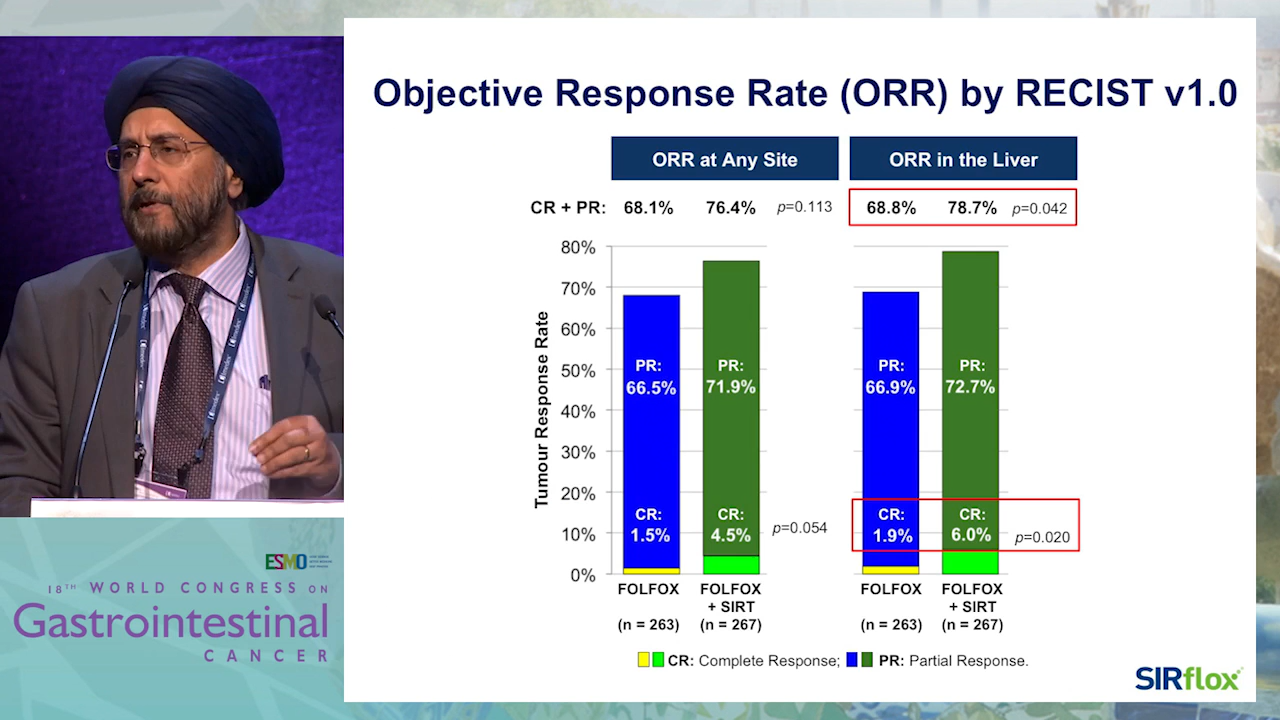 Objective Response Rate (ORR) by RECIST v1.0
ORR at Any Site
ORR in the Liver
CR + PR: 68.1% 76.4% p=0.113 68.8% 78.7% p=0.042
Tumour Response Rate
80%
70%
60%
50%
40%
30%
20%
10%
0%
PR:
66.5%
PR:
71.9%
PR:
66.9%
PR:
72.7%
CR:
1.5%
CR:
4.5%
p=0.054
CR:
1.9%
CR:
6.0%
p=0.020
FOLFOX
(n = 263)
FOLFOX
+ SIRT
(n = 267)
FOLFOX
(n = 263)
FOLFOX
+ SIRT
(n = 267)
CR: Complete Response; PR: Partial Response.
SIRflox
ESMO
18TH WORLD CONGRESS ON
Gastrointestinal
CANCER